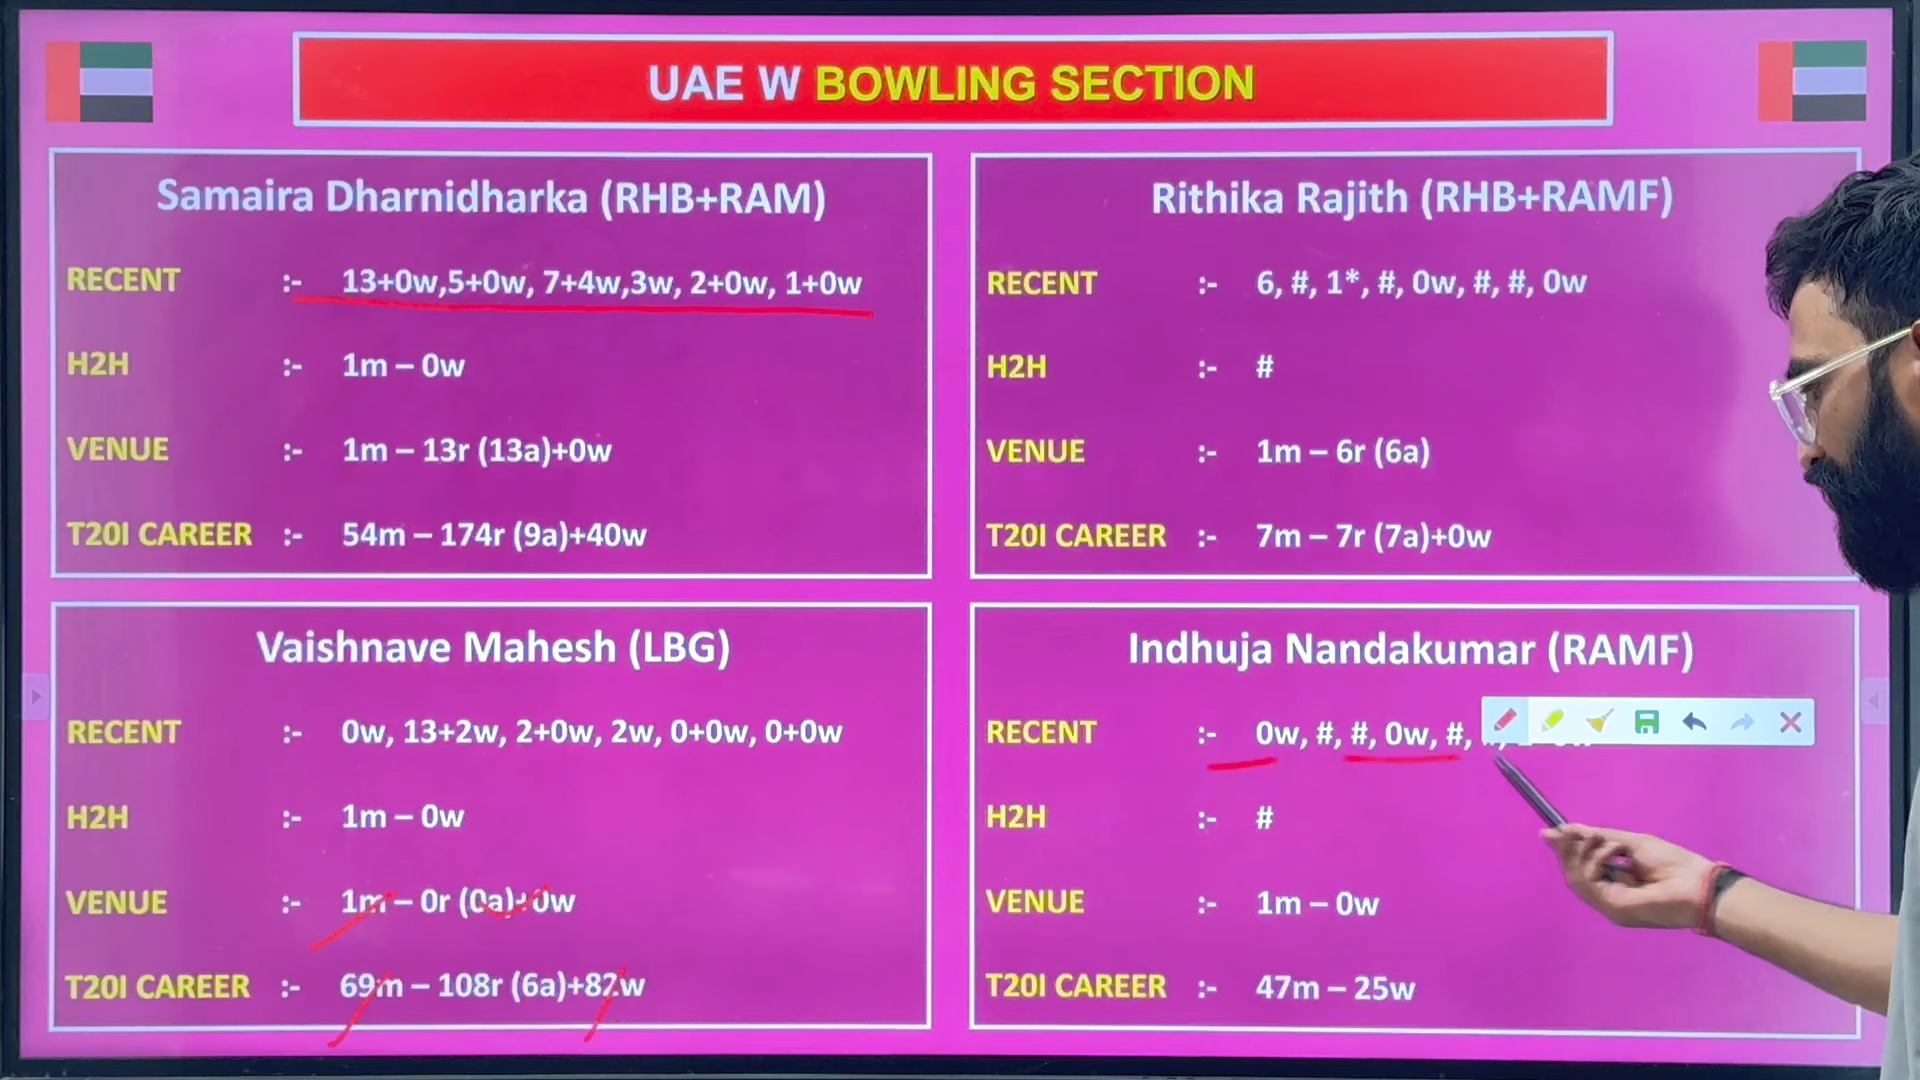 UAE W BOWLING SECTION
Samaira Dharnidharka (RHB+RAM)
RECENT :- 13+0w,5+0w, 7+4w,3w, 2+0w, 1+0w
H2H :- 1m – 0w
VENUE :- 1m – 13r (13a)+0w
T20I CAREER :- 54m – 174r (9a)+40w
Rithika Rajith (RHB+RAMF)
RECENT :- 6, #, 1*, #, 0w, #, #, 0w
H2H :- #
VENUE :- 1m – 6r (6a)
T20I CAREER :- 7m – 7r (7a)+0w
Vaishnave Mahesh (LBG)
RECENT :- 0w, 13+2w, 2+0w, 2w, 0+0w, 0+0w
H2H :- 1m – 0w
VENUE :- 1m – 0r (0a)+0w
T20I CAREER :- 69m – 108r (6a)+82w
Indhuja Nandakumar (RAMF)
RECENT :- 0w, #, #, 0w, #,
H2H :- #
VENUE :- 1m – 0w
T20I CAREER :- 47m – 25w